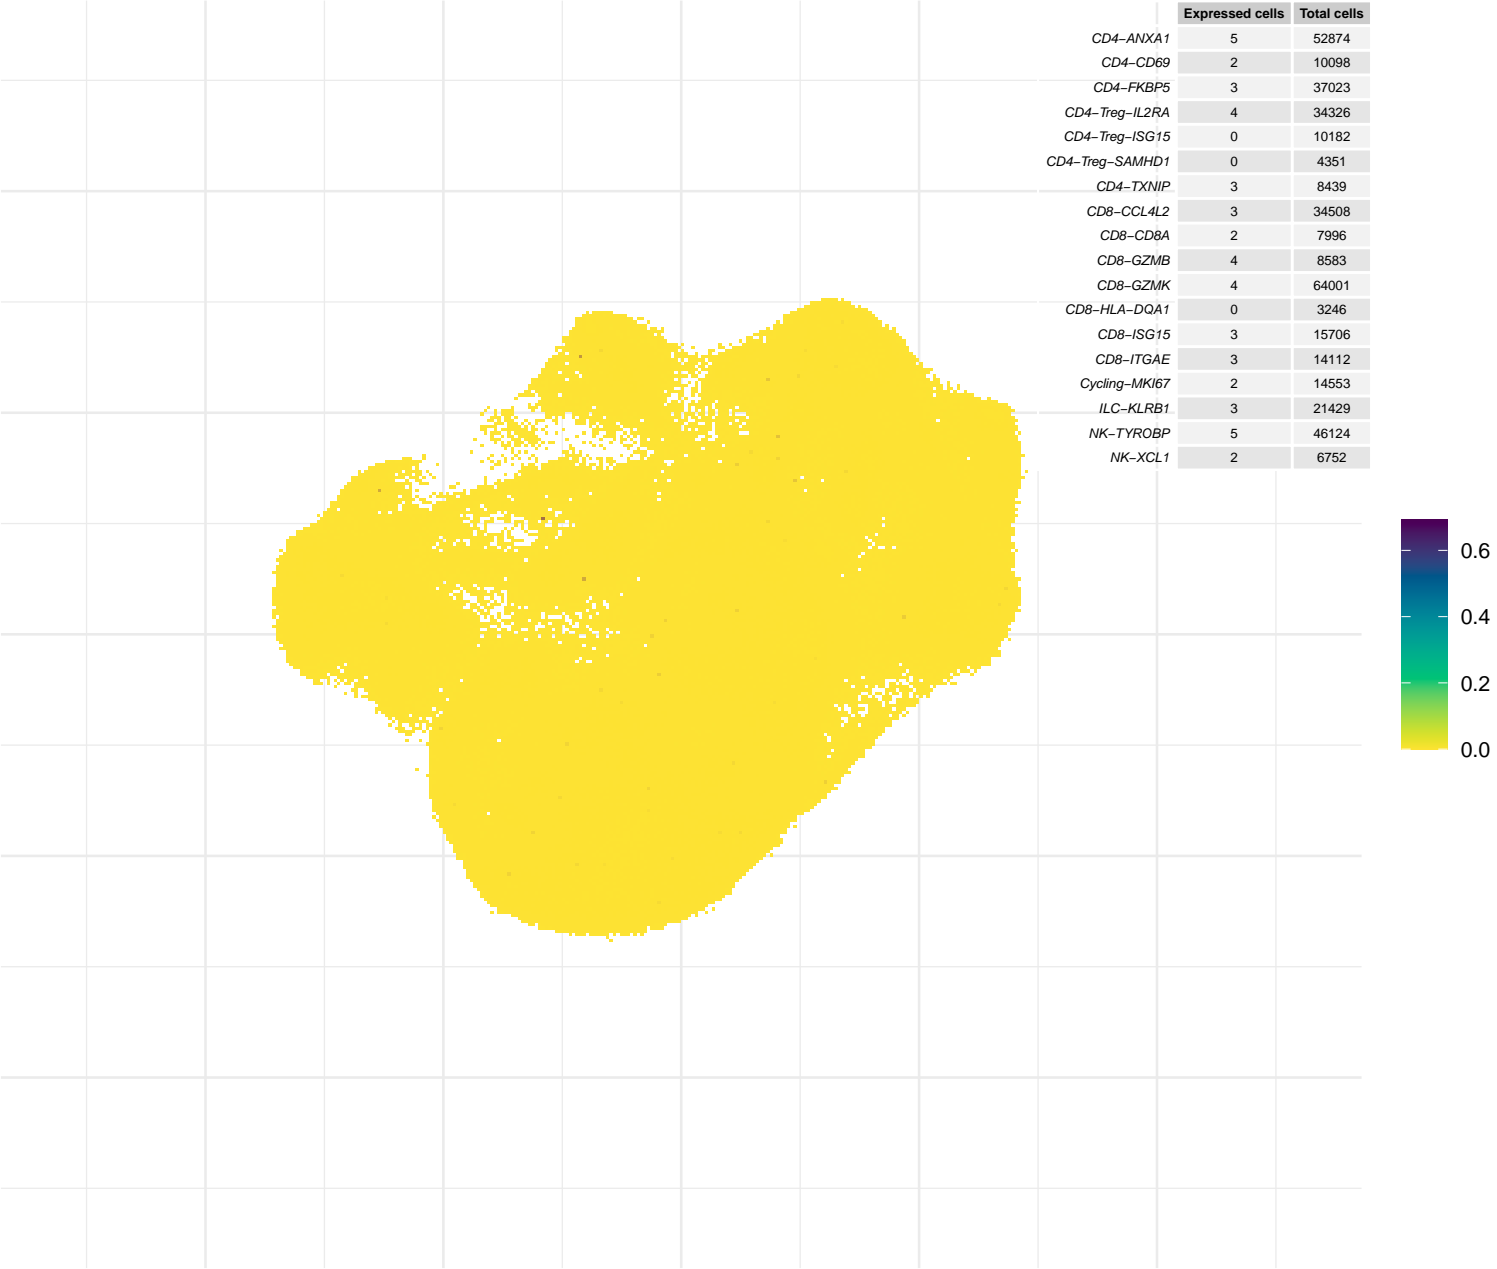 Expressed cells Total cells
CD4−ANXA1 5 52874
CD4−CD69 2 10098
CD4−FKBP5 3 37023
CD4−Treg−IL2RA 4 34326
CD4−Treg−ISG15 0 10182
CD4−Treg−SAMHD1 0 4351
CD4−TXNIP 3 8439
CD8−CCL4L2 3 34508
CD8−CD8A 2 7996
CD8−GZMB 4 8583
CD8−GZMK 4 64001
CD8−HLA−DQA1 0 3246
CD8−ISG15 3 15706
CD8−ITGAE 3 14112
Cycling−MKI67 2 14553
ILC−KLRB1 3 21429
NK−TYROBP 5 46124
NK−XCL1 2 6752
0.6
0.4
0.2
0.0